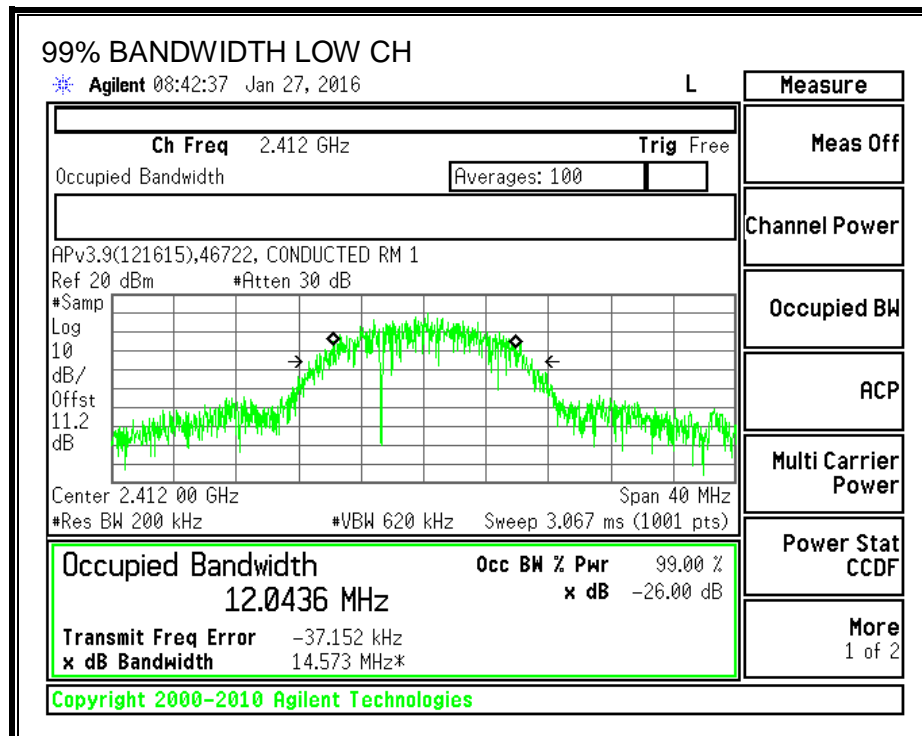 99% BANDWIDTH LOW CH
Agilent 08:42:37 Jan 27, 2016 L
Measure
Ch Freq 2.412 GHz Trig Free
Occupied Bandwidth Averages: 100
APv3.9(121615),46722, CONDUCTED RM 1
Ref 20 dBm #Atten 30 dB
#Samp
Log
10
dB/
Offst
11.2
dB
Center 2.412 00 GHz Span 40 MHz
#Res BW 200 kHz #VBW 620 kHz Sweep 3.067 ms (1001 pts)
Occupied Bandwidth Occ BW % Pwr 99.00 %
12.0436 MHz x dB -26.00 dB
Transmit Freq Error -37.152 kHz
x dB Bandwidth 14.573 MHz*
Copyright 2000-2010 Agilent Technologies
Meas Off
Channel Power
Occupied BW
ACP
Multi Carrier
Power
Power Stat
CCDF
More
1 of 2